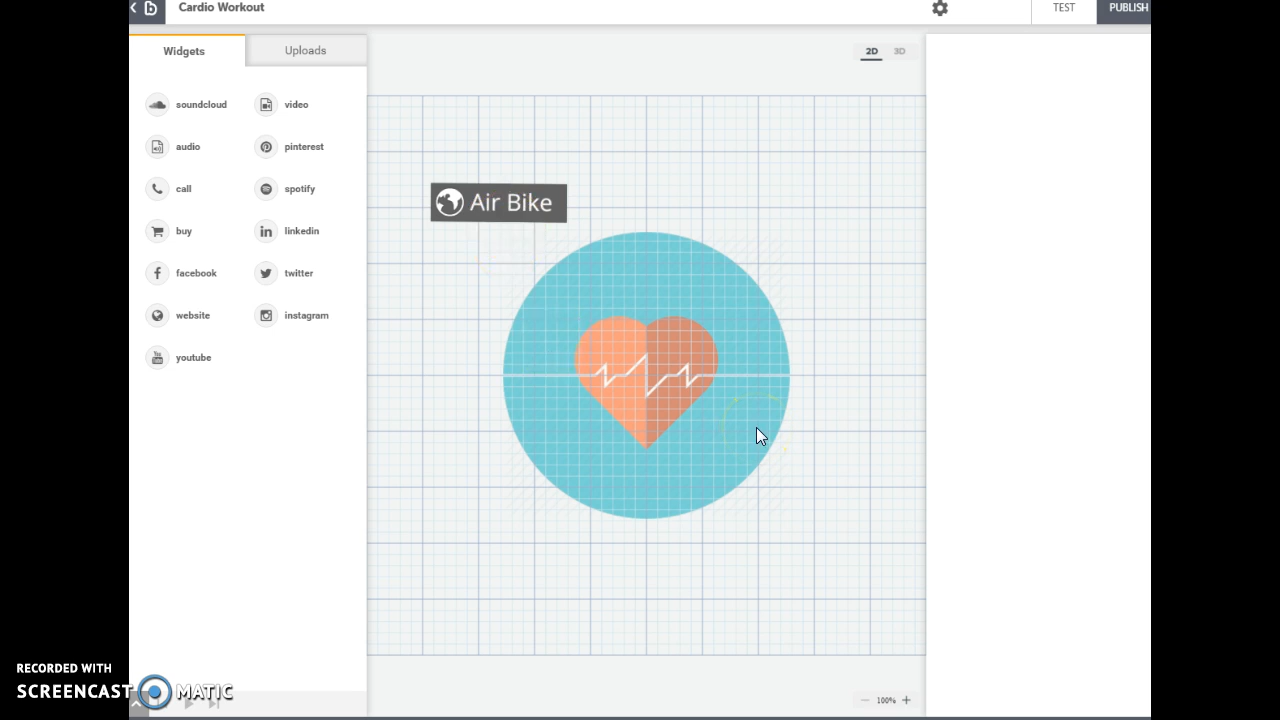 Cardio Workout
TEST
PUBLISH
Widgets
Uploads
2D 3D
soundcloud
video
audio
pinterest
call
spotify
buy
linkedin
facebook
twitter
website
instagram
youtube
Air Bike
100%
RECORDED WITH
SCREENCAST MATIC